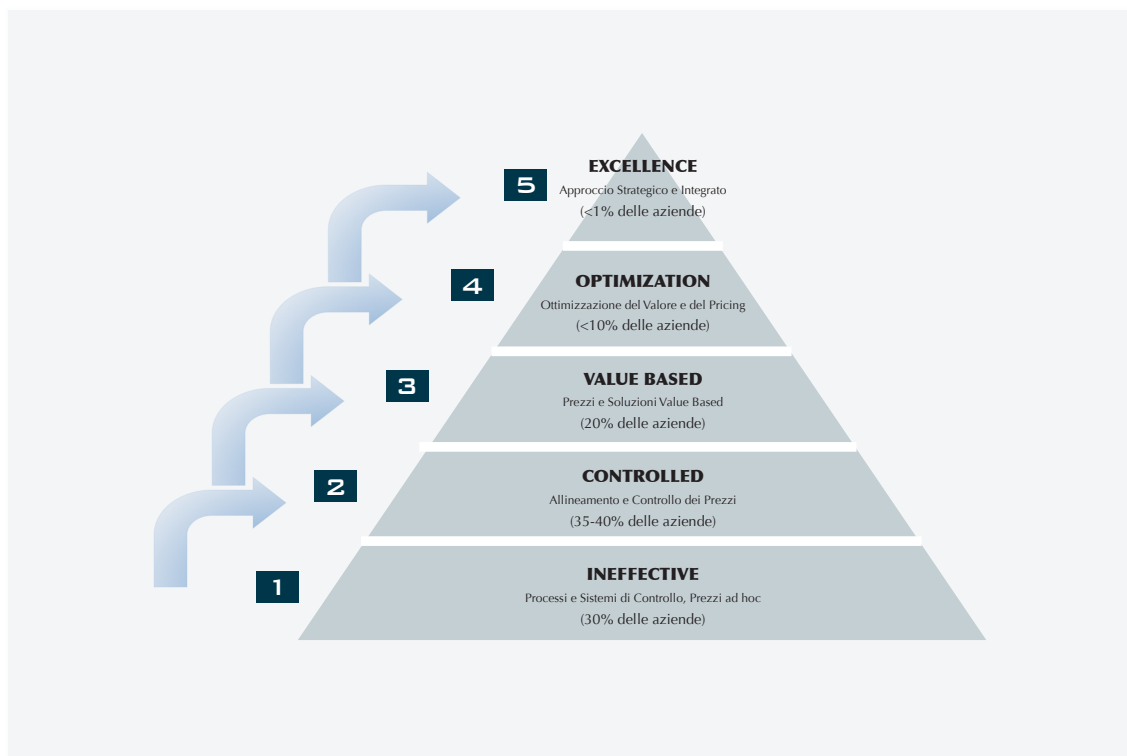 5
EXCELLENCE
Approccio Strategico e Integrato
(<1% delle aziende)
4
OPTIMIZATION
Ottimizzazione del Valore e del Pricing
(<10% delle aziende)
3
VALUE BASED
Prezzi e Soluzioni Value Based
(20% delle aziende)
2
CONTROLLED
Allineamento e Controllo dei Prezzi
(35-40% delle aziende)
1
INEFFECTIVE
Processi e Sistemi di Controllo, Prezzi ad hoc
(30% delle aziende)